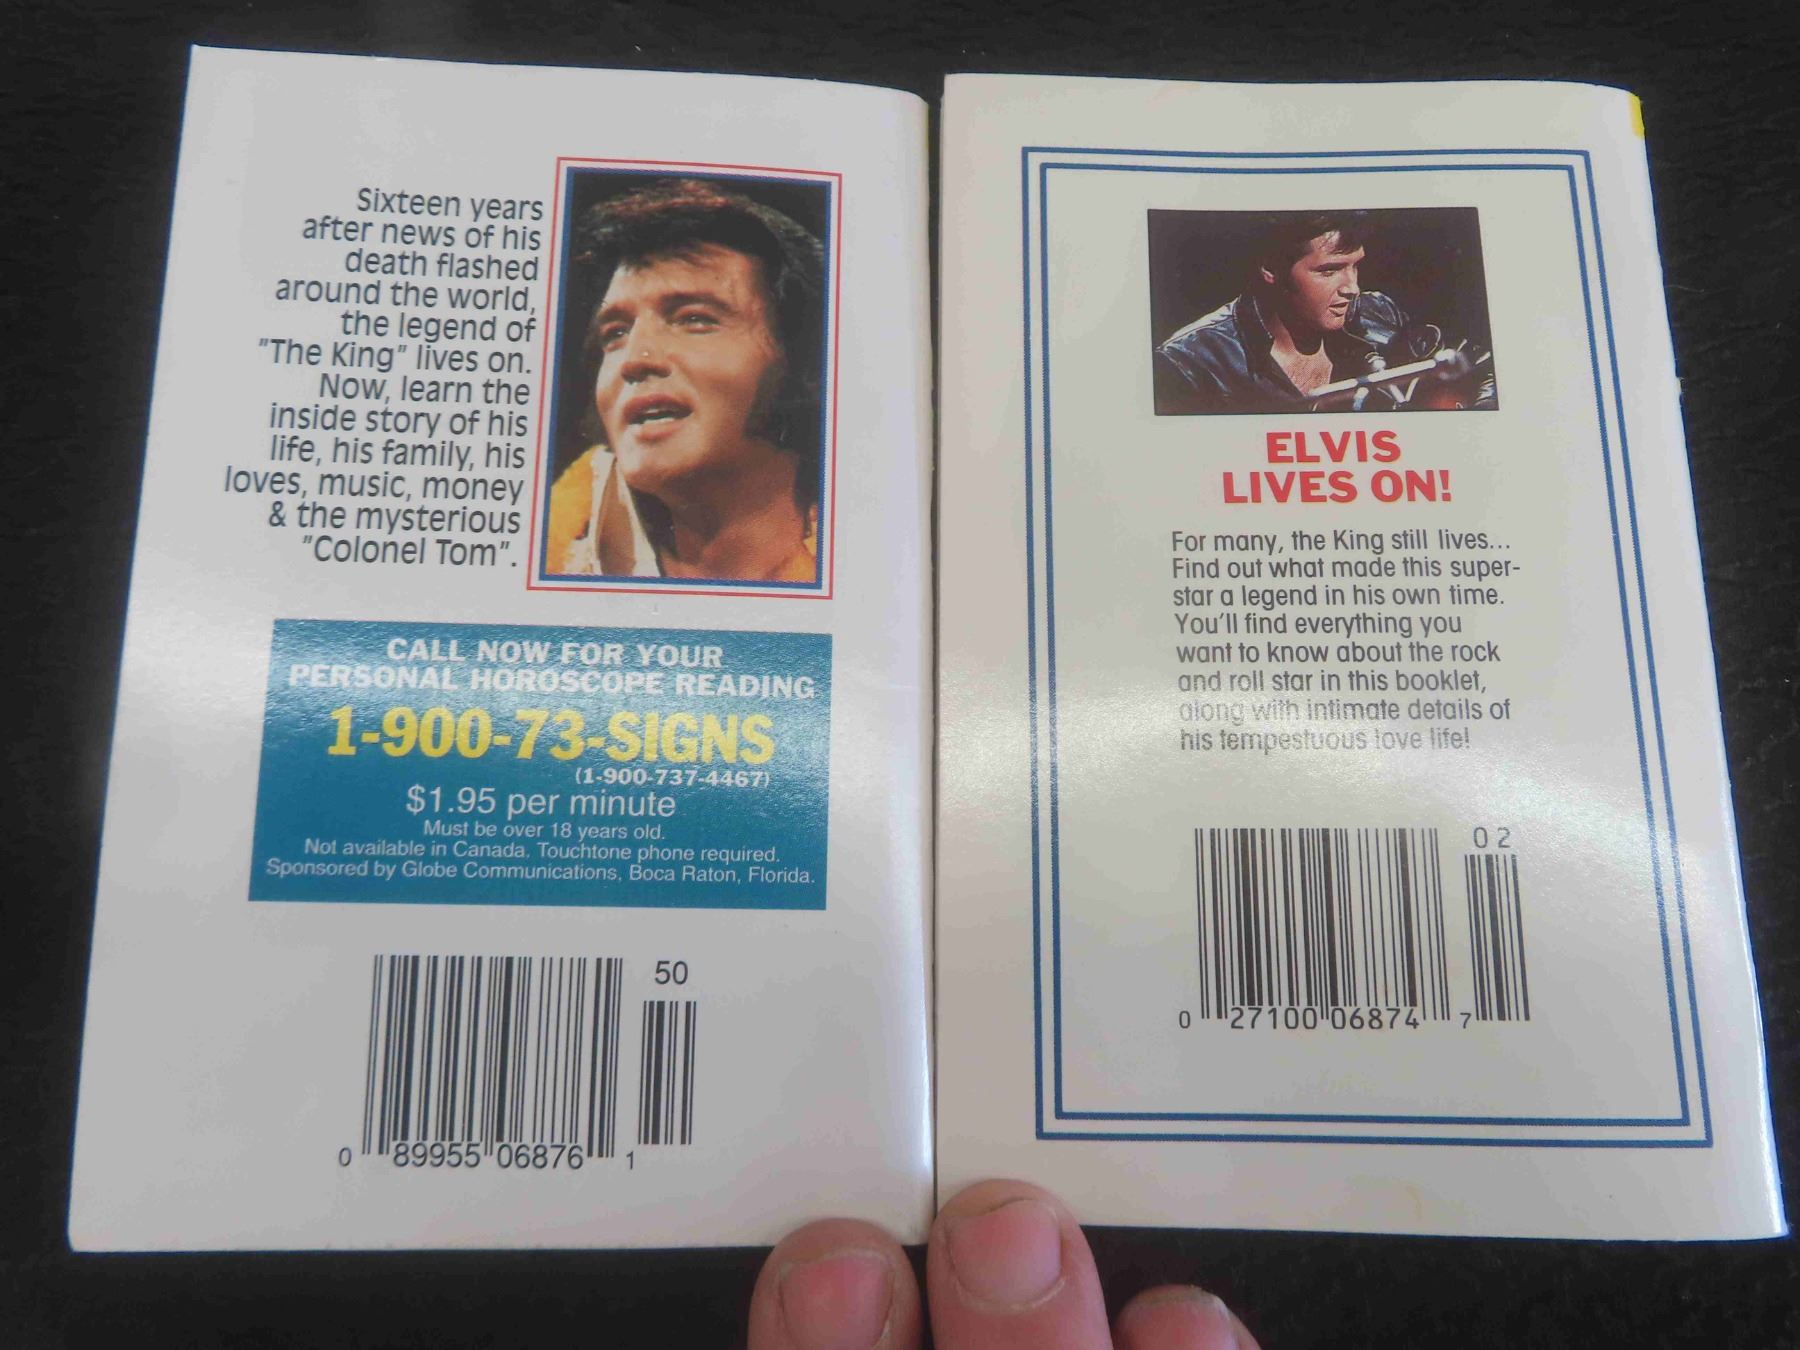 Sixteen years
after news of his
death flashed
around the world,
the legend of
"The King" lives on.
Now, learn the
inside story of his
life, his family, his
loves, music, money
& the mysterious
"Colonel Tom".
CALL NOW FOR YOUR
PERSONAL HOROSCOPE READING
1-900-73-SIGNS
(1-900-737-4467)
$1.95 per minute
Must be over 18 years old.
Not available in Canada. Touchtone phone required.
Sponsored by Globe Communications, Boca Raton, Florida.
50
0 89955 06876 1
ELVIS
LIVES ON!
For many, the King still lives...
Find out what made this super-
star a legend in his own time.
You'll find everything you
want to know about the rock
and roll star in this booklet,
along with intimate details of
his tempestuous love life!
02
0 27100 06874 7